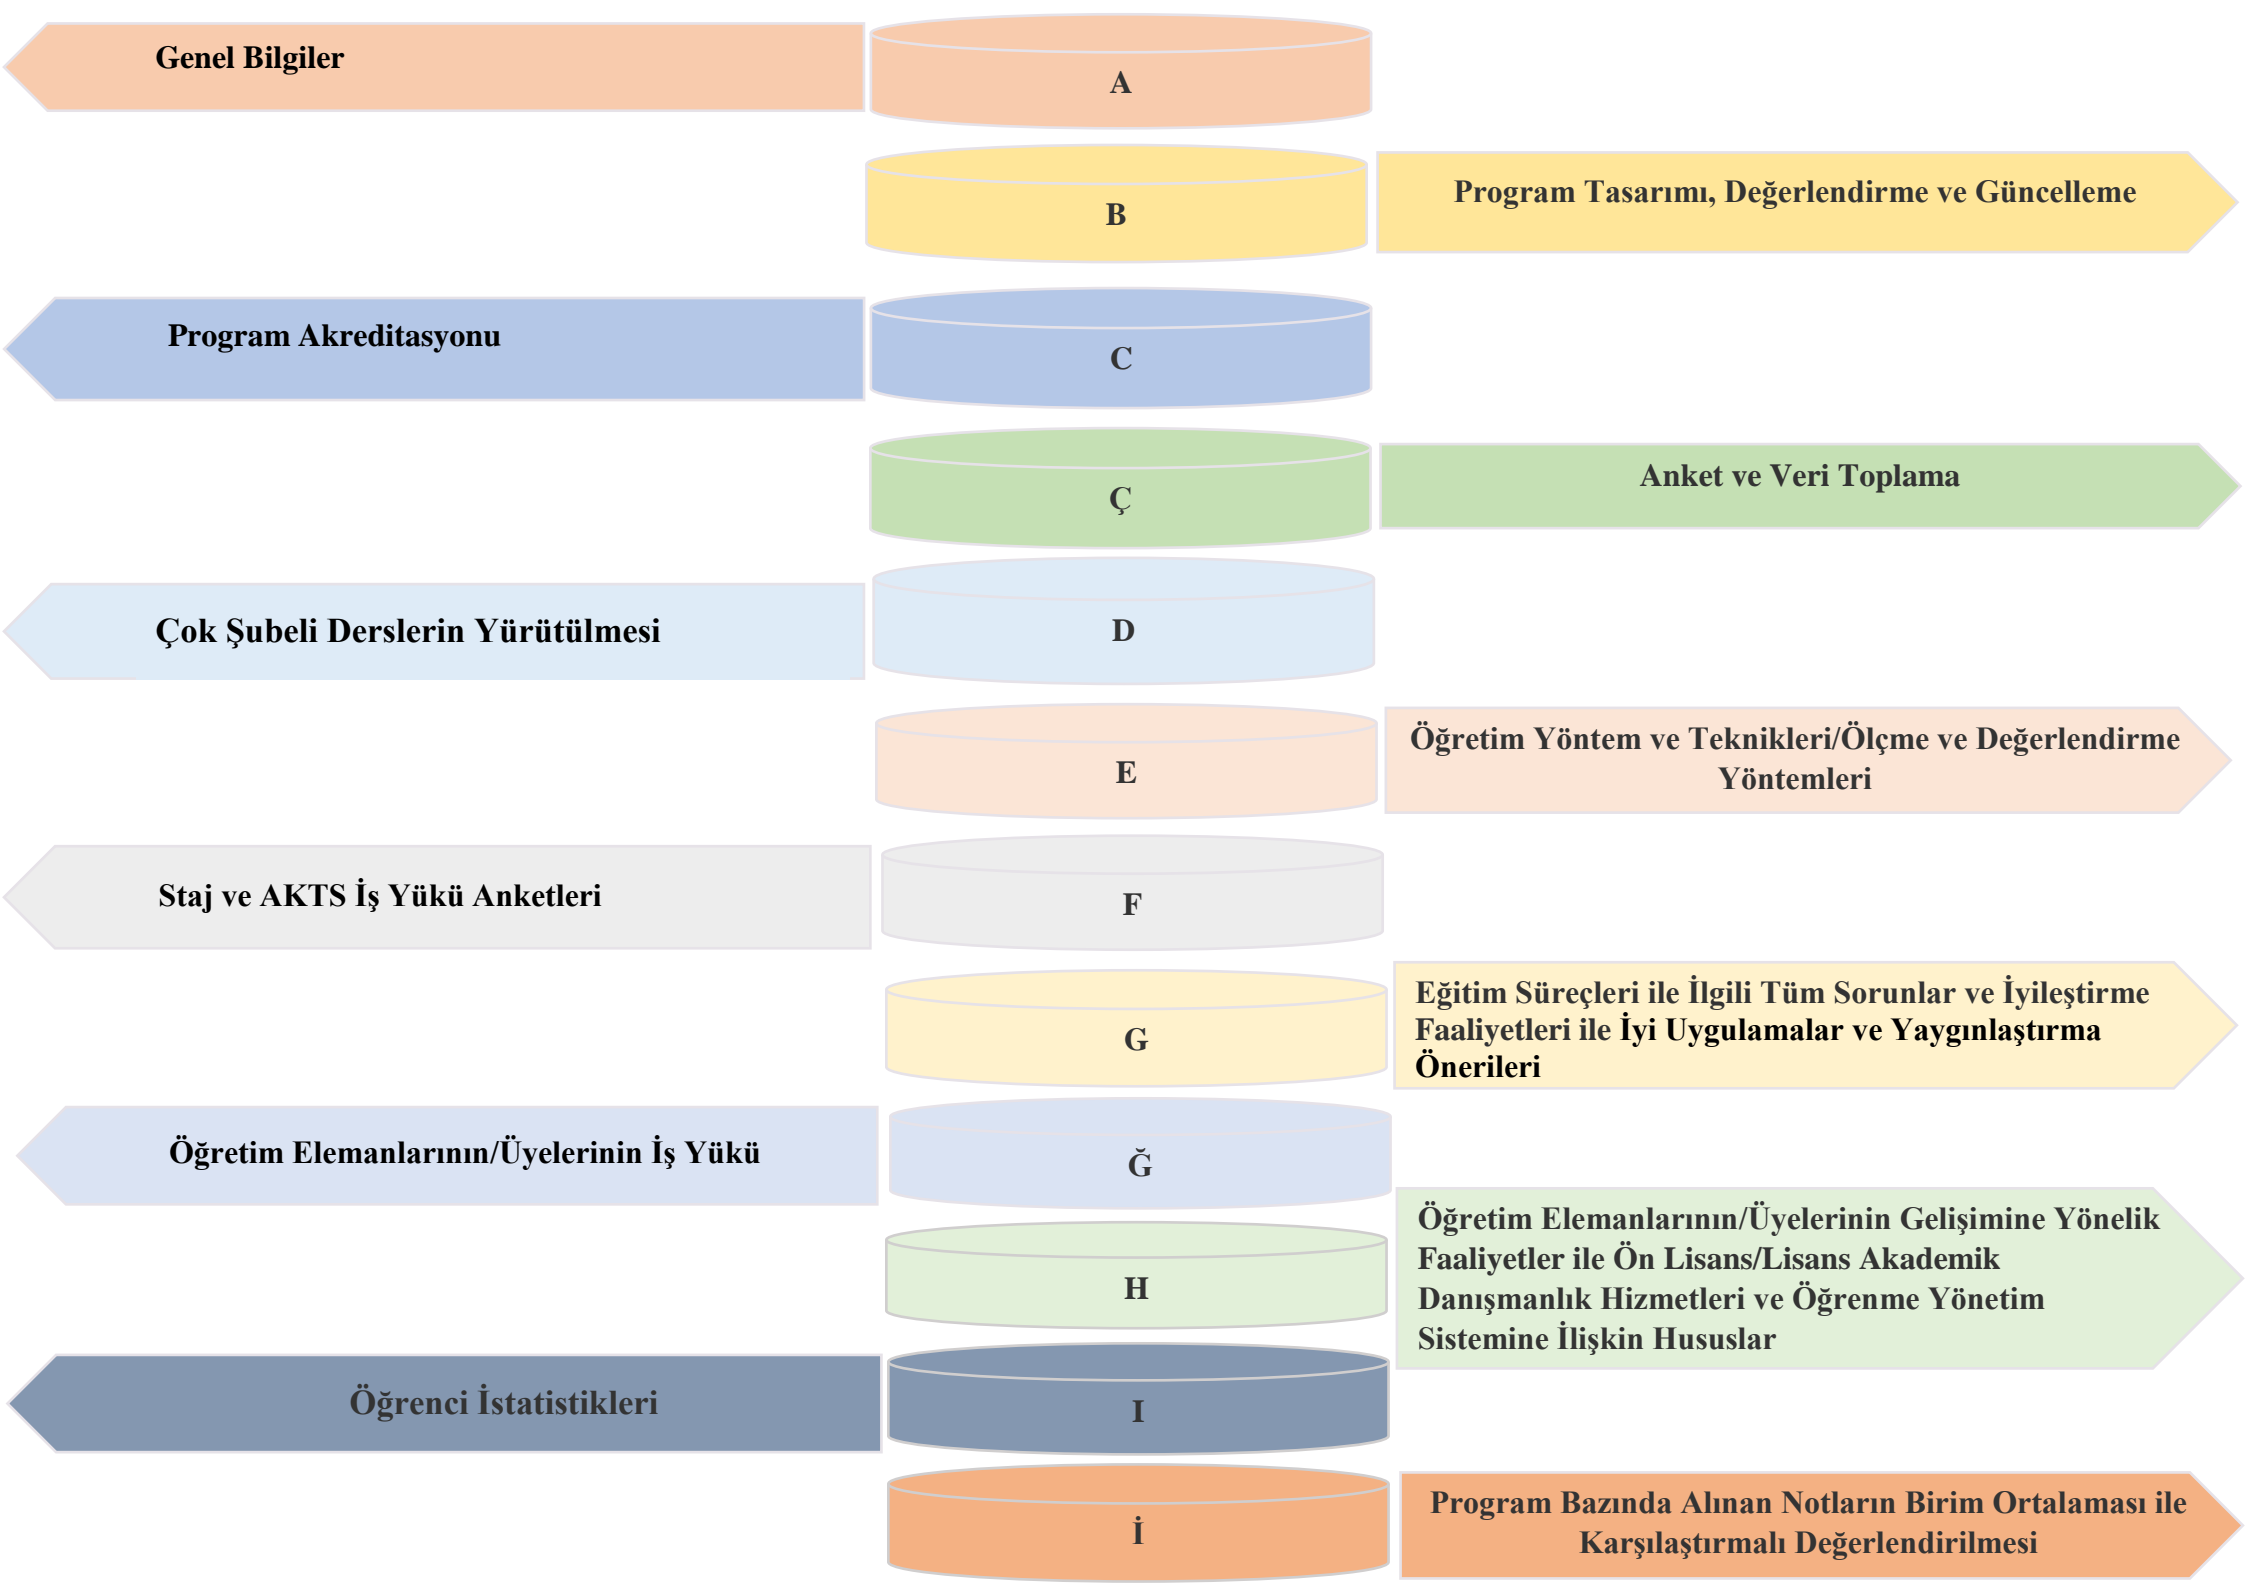 Genel Bilgiler
A
B
Program Tasarımı, Değerlendirme ve Güncelleme
Program Akreditasyonu
C
Ç
Anket ve Veri Toplama
Çok Şubeli Derslerin Yürütülmesi
D
E
Öğretim Yöntem ve Teknikleri/Ölçme ve Değerlendirme
Yöntemleri
Staj ve AKTS İş Yükü Anketleri
F
G
Eğitim Süreçleri ile İlgili Tüm Sorunlar ve İyileştirme
Faaliyetleri ile İyi Uygulamalar ve Yaygınlaştırma
Önerileri
Öğretim Elemanlarının/Üyelerinin İş Yükü
Ğ
H
Öğretim Elemanlarının/Üyelerinin Gelişimine Yönelik
Faaliyetler ile Ön Lisans/Lisans Akademik
Danışmanlık Hizmetleri ve Öğrenme Yönetim
Sistemine İlişkin Hususlar
Öğrenci İstatistikleri
I
İ
Program Bazında Alınan Notların Birim Ortalaması ile
Karşılaştırmalı Değerlendirilmesi